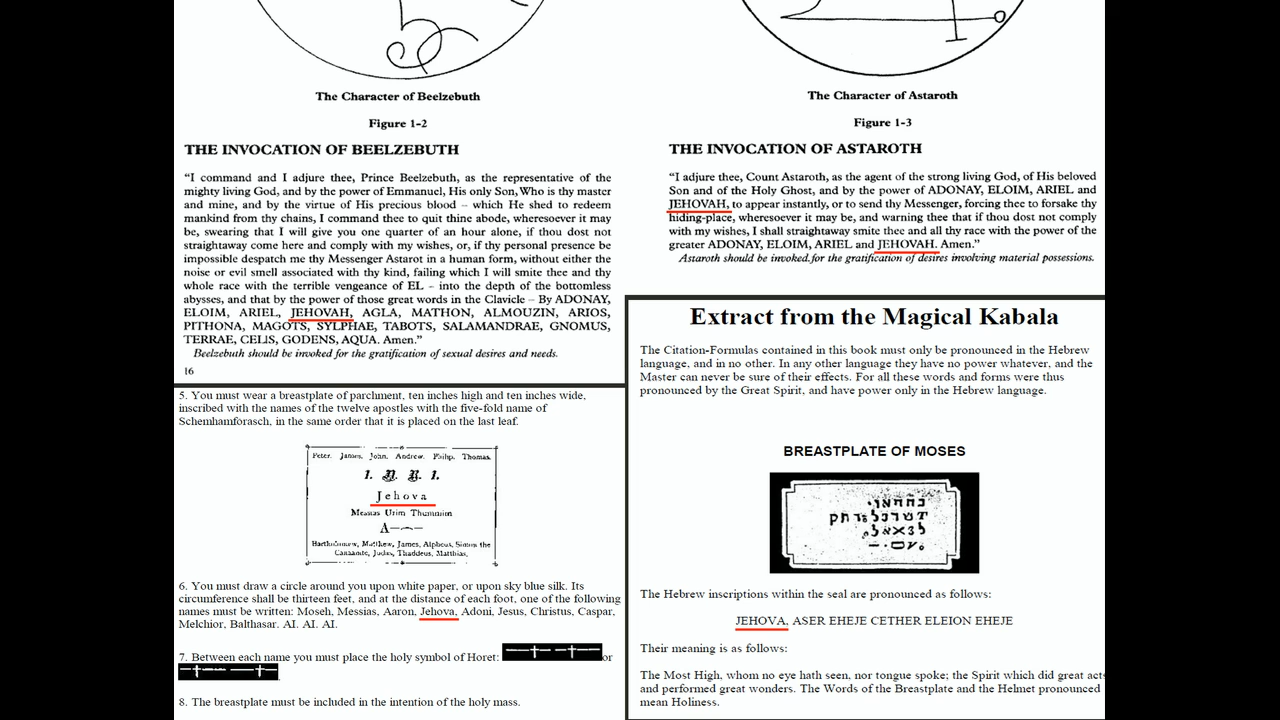 The Character of Beelzebuth
Figure 1-2
THE INVOCATION OF BEELZEBUTH
“I command and I adjure thee, Prince Beelzebuth, as the representative of the
mighty living God, and by the power of Emmanuel, His only Son, Who is thy master
and mine, and by the virtue of His precious blood – which He shed to redeem
mankind from thy chains, I command thee to quit thine abode, wheresoever it may
be, swearing that I will give you one quarter of an hour alone, if thou dost not
straightaway come here and comply with my wishes, or, if thy personal presence be
impossible despatch me thy Messenger Astarot in a human form, without either the
noise or evil smell associated with thy kind, failing which I will smite thee and thy
whole race with the terrible vengeance of EL – into the depth of the bottomless
abysses, and that by the power of those great words in the Clavicle – By ADONAY,
ELOIM, ARIEL, JEHOVAH, AGLA, MATHON, ALMOUZIN, ARIOS,
PITHONA, MAGOTS, SYLPHAE, TABOTS, SALAMANDRAE, GNOMUS,
TERRAE, CELIS, GODENS, AQUA. Amen.”
Beelzebuth should be invoked for the gratification of sexual desires and needs.
16
The Character of Astaroth
Figure 1-3
THE INVOCATION OF ASTAROTH
“I adjure thee, Count Astaroth, as the agent of the strong living God, of His beloved
Son and of the Holy Ghost, and by the power of ADONAY, ELOIM, ARIEL and
JEHOVAH, to appear instantly, or to send thy Messenger, forcing thee to forsake thy
hiding-place, wheresoever it may be, and warning thee that if thou dost not comply
with my wishes, I shall straightaway smite thee and all thy race with the power of the
greater ADONAY, ELOIM, ARIEL and JEHOVAH. Amen.”
Astaroth should be invoked for the gratification of desires involving material possessions.
5. You must wear a breastplate of parchment, ten inches high and ten inches wide,
inscribed with the names of the twelve apostles with the five-fold name of
Schemhamforasch, in the same order that it is placed on the last leaf.
Peter. James, John, Andrew. Philip. Thomas.
I. N. R. I.
Jehova
Messias Urim Thummim
A
Bartholomew, Matthew, James, Alpheus, Simon the
Canaanite, Judas, Thaddeus, Matthias.
6. You must draw a circle around you upon white paper, or upon sky blue silk. Its
circumference shall be thirteen feet, and at the distance of each foot, one of the following
names must be written: Moseh, Messias, Aaron, Jehova, Adoni, Jesus, Christus, Caspar,
Melchior, Balthasar. AI. AI. AI.
7. Between each name you must place the holy symbol of Horet: or
8. The breastplate must be included in the intention of the holy mass.
Extract from the Magical Kabala
The Citation-Formulas contained in this book must only be pronounced in the Hebrew
language, and in no other. In any other language they have no power whatever, and the
Master can never be sure of their effects. For all these words and forms were thus
pronounced by the Great Spirit, and have power only in the Hebrew language.
BREASTPLATE OF MOSES
The Hebrew inscriptions within the seal are pronounced as follows:
JEHOVA, ASER EHEJE CETHER ELEION EHEJE
Their meaning is as follows:
The Most High, whom no eye hath seen, nor tongue spoke; the Spirit which did great acts
and performed great wonders. The Words of the Breastplate and the Helmet pronounced
mean Holiness.